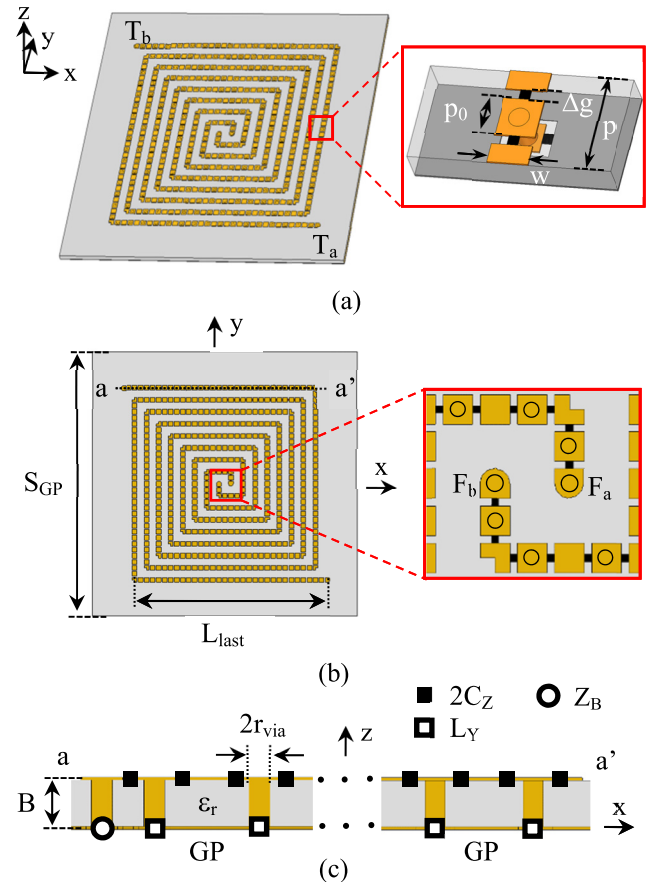 z
y
x
T_b
T_a
p_0
Δg
p
w
(a)
y
a a'
S_GP
x
F_b F_a
L_last
(b)
2C_Z Z_B
L_Y
2r_via
z
a a'
B
ε_r
x
GP GP
(c)